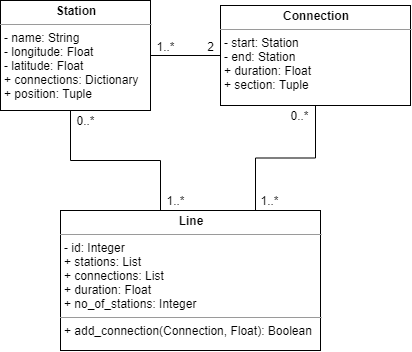 Station
- name: String
- longitude: Float
- latitude: Float
+ connections: Dictionary
+ position: Tuple
1..*
2
Connection
- start: Station
- end: Station
+ duration: Float
+ section: Tuple
0..*
0..*
1..*
1..*
Line
- id: Integer
+ stations: List
+ connections: List
+ duration: Float
+ no_of_stations: Integer
+ add_connection(Connection, Float): Boolean